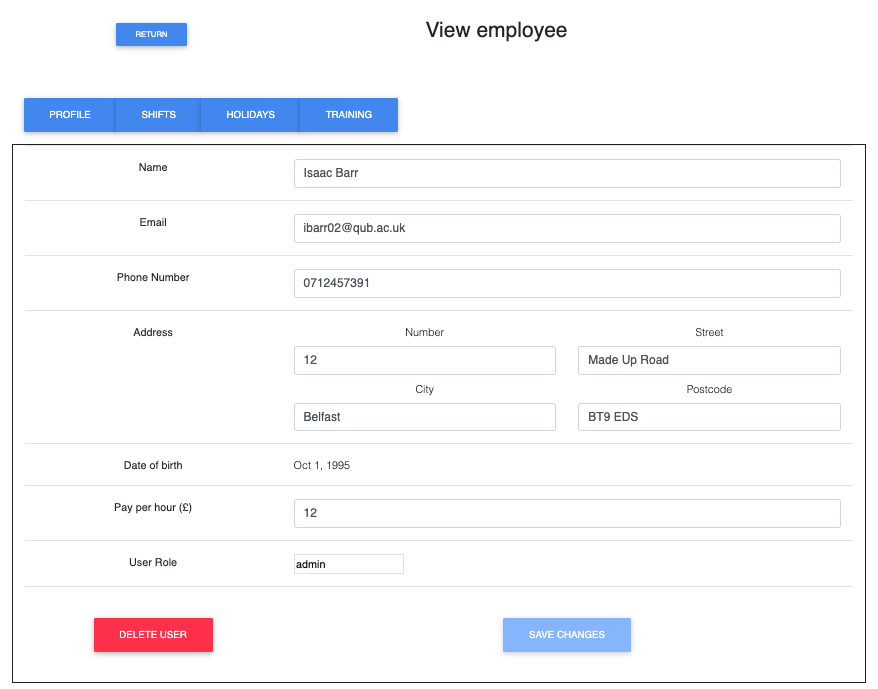 RETURN
View employee
PROFILE SHIFTS HOLIDAYS TRAINING
Name Isaac Barr
Email ibarr02@qub.ac.uk
Phone Number 0712457391
Address Number Street
12 Made Up Road
City Postcode
Belfast BT9 EDS
Date of birth Oct 1, 1995
Pay per hour (£) 12
User Role admin
DELETE USER SAVE CHANGES